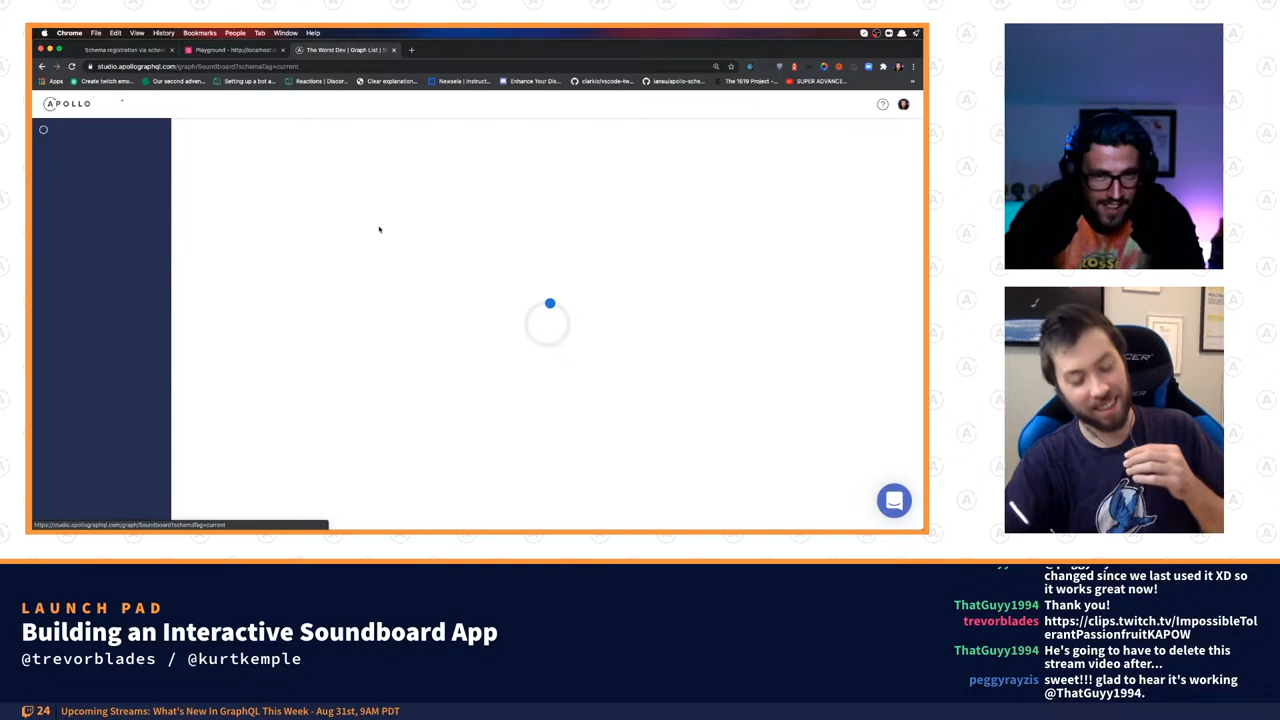 Chrome File Edit View History Bookmarks People Tab Window Help
Schema registration via schem
Playground - http://localhost:
The Worst Dev | Graph List | S
studio.apollographql.com/graph/Soundboard?schemaTag=current
Apps
Create twitch emo...
Our second adven...
Setting up a bot a...
Reactions | Discor...
Clear explanation...
Newsela | Instruct...
Enhance Your Dis...
clarkio/vscode-tw...
The 1619 Project -...
SUPER ADVANCE...
APOLLO
https://studio.apollographql.com/graph/Soundboard?schemaTag=current
LAUNCH PAD
Building an Interactive Soundboard App
@trevorblades / @kurtkemple
changed since we last used it XD so
it works great now!
ThatGuyy1994 Thank you!
trevorblades https://clips.twitch.tv/ImpossibleTol
erantPassionfruitKAPOW
ThatGuyy1994 He's going to have to delete this
stream video after...
peggyrayzis sweet!!! glad to hear it's working
@ThatGuyy1994.
24 Upcoming Streams: What's New In GraphQL This Week - Aug 31st, 9AM PDT